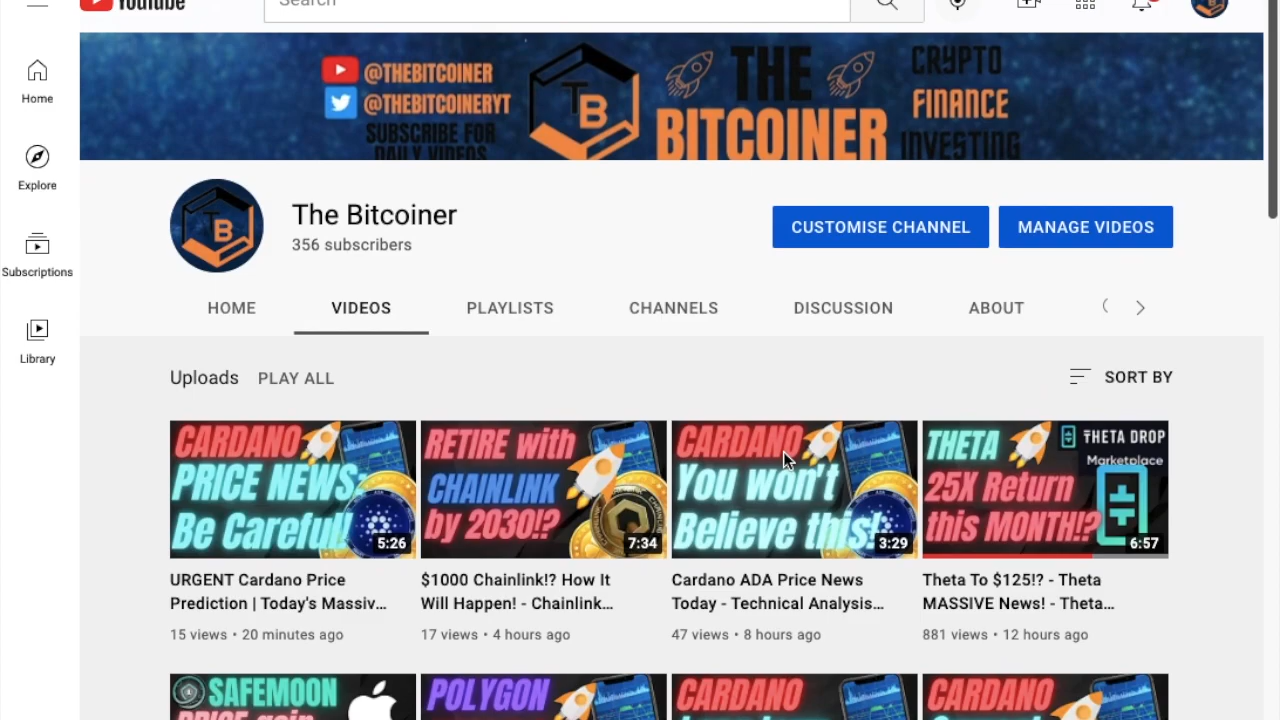 YouTube
Search
@THEBITCOINER
@THEBITCOINERYT
SUBSCRIBE FOR
DAILY VIDEOS
TB
THE
BITCOINER
CRYPTO
FINANCE
INVESTING
Home
Explore
Subscriptions
Library
TB
The Bitcoiner
356 subscribers
CUSTOMISE CHANNEL
MANAGE VIDEOS
HOME
VIDEOS
PLAYLISTS
CHANNELS
DISCUSSION
ABOUT
Uploads
PLAY ALL
SORT BY
CARDANO
PRICE NEWS
Be Careful!
5:26
RETIRE with
CHAINLINK
by 2030!?
7:34
CARDANO
You won't
Believe this!
3:29
THETA
THETA DROP
Marketplace
25X Return
this MONTH!?
6:57
URGENT Cardano Price
Prediction | Today's Massiv...
15 views • 20 minutes ago
$1000 Chainlink!? How It
Will Happen! - Chainlink...
17 views • 4 hours ago
Cardano ADA Price News
Today - Technical Analysis...
47 views • 8 hours ago
Theta To $125!? - Theta
MASSIVE News! - Theta...
881 views • 12 hours ago
SAFEMOON
POLYGON
CARDANO
CARDANO